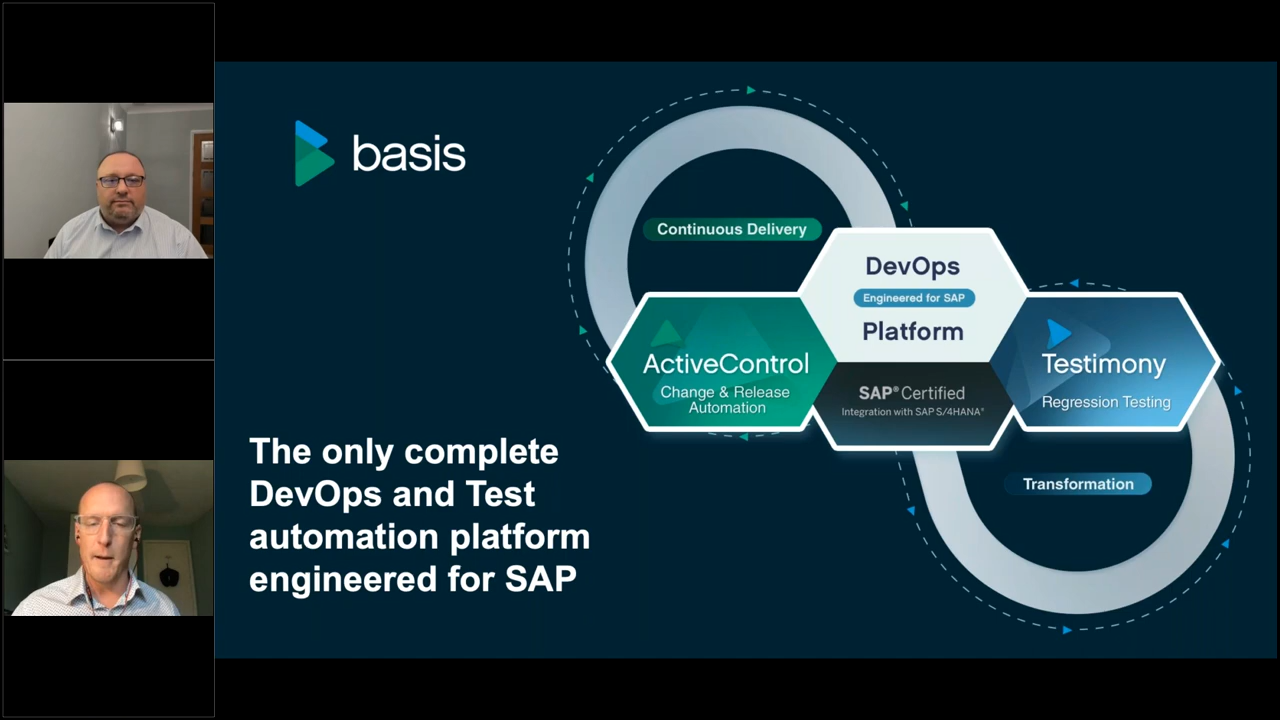 basis
The only complete
DevOps and Test
automation platform
engineered for SAP
Continuous Delivery
DevOps
Engineered for SAP
Platform
ActiveControl
Change & Release
Automation
SAP® Certified
Integration with SAP S/4HANA®
Testimony
Regression Testing
Transformation